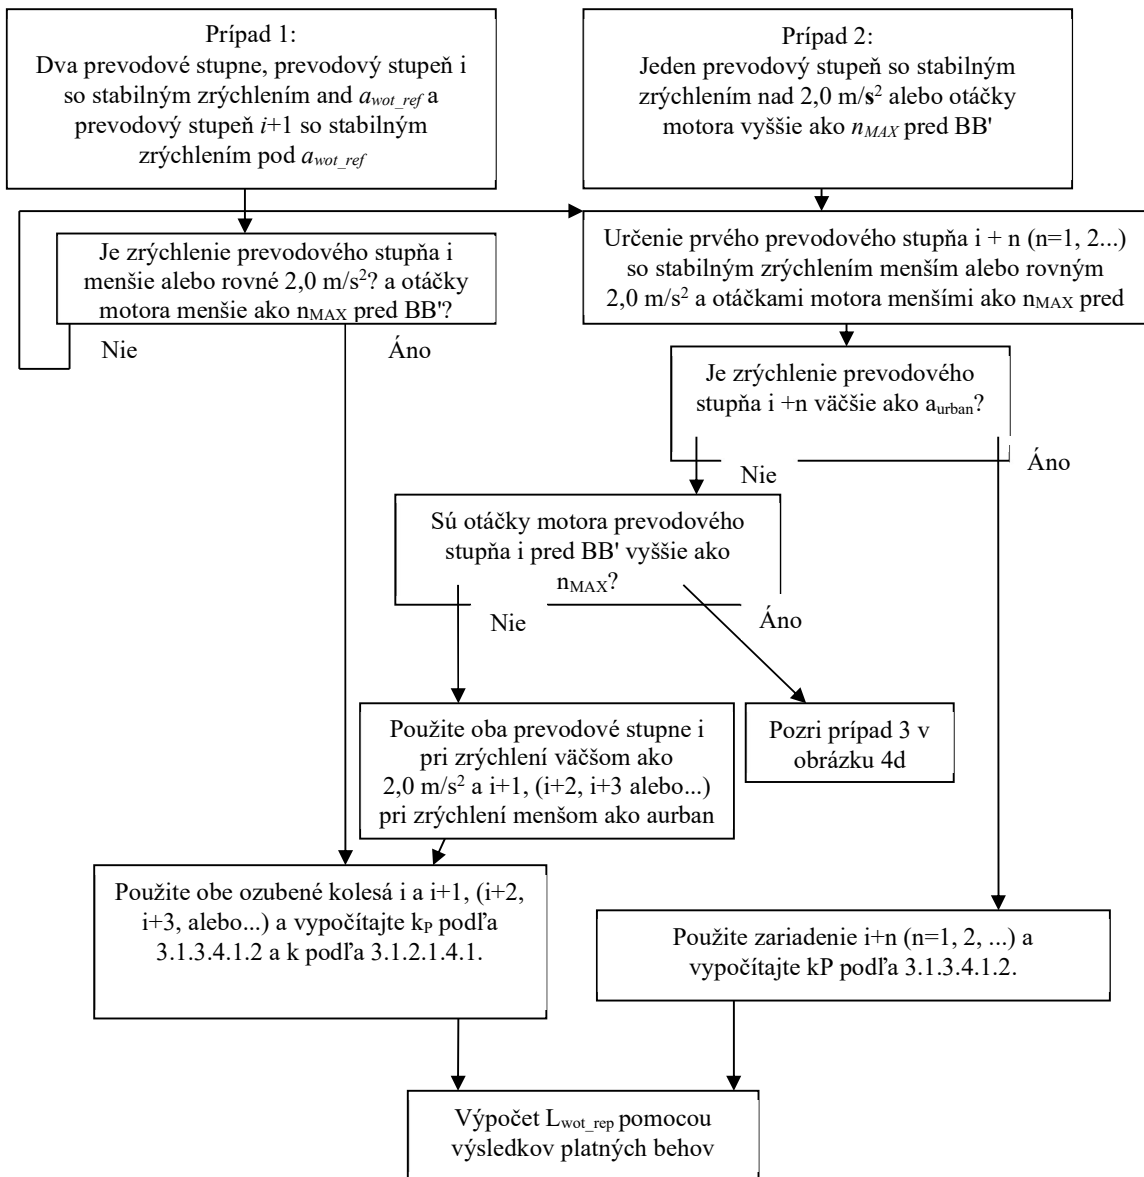 Prípad 1:
Dva prevodové stupne, prevodový stupeň i
so stabilným zrýchlením and a_wot_ref a
prevodový stupeň i+1 so stabilným
zrýchlením pod a_wot_ref
Prípad 2:
Jeden prevodový stupeň so stabilným
zrýchlením nad 2,0 m/s² alebo otáčky
motora vyššie ako n_MAX pred BB'
Je zrýchlenie prevodového stupňa i
menšie alebo rovné 2,0 m/s²? a otáčky
motora menšie ako n_MAX pred BB'?
Nie
Áno
Určenie prvého prevodového stupňa i + n (n=1, 2...)
so stabilným zrýchlením menším alebo rovným
2,0 m/s² a otáčkami motora menšími ako n_MAX pred
Je zrýchlenie prevodového
stupňa i +n väčšie ako a_urban?
Nie
Áno
Sú otáčky motora prevodového
stupňa i pred BB' vyššie ako
n_MAX?
Nie
Áno
Použite oba prevodové stupne i
pri zrýchlení väčšom ako
2,0 m/s² a i+1, (i+2, i+3 alebo...)
pri zrýchlení menšom ako aurban
Pozri prípad 3 v
obrázku 4d
Použite obe ozubené kolesá i a i+1, (i+2,
i+3, alebo...) a vypočítajte k_P podľa
3.1.3.4.1.2 a k podľa 3.1.2.1.4.1.
Použite zariadenie i+n (n=1, 2, ...) a
vypočítajte kP podľa 3.1.3.4.1.2.
Výpočet L_wot_rep pomocou
výsledkov platných behov